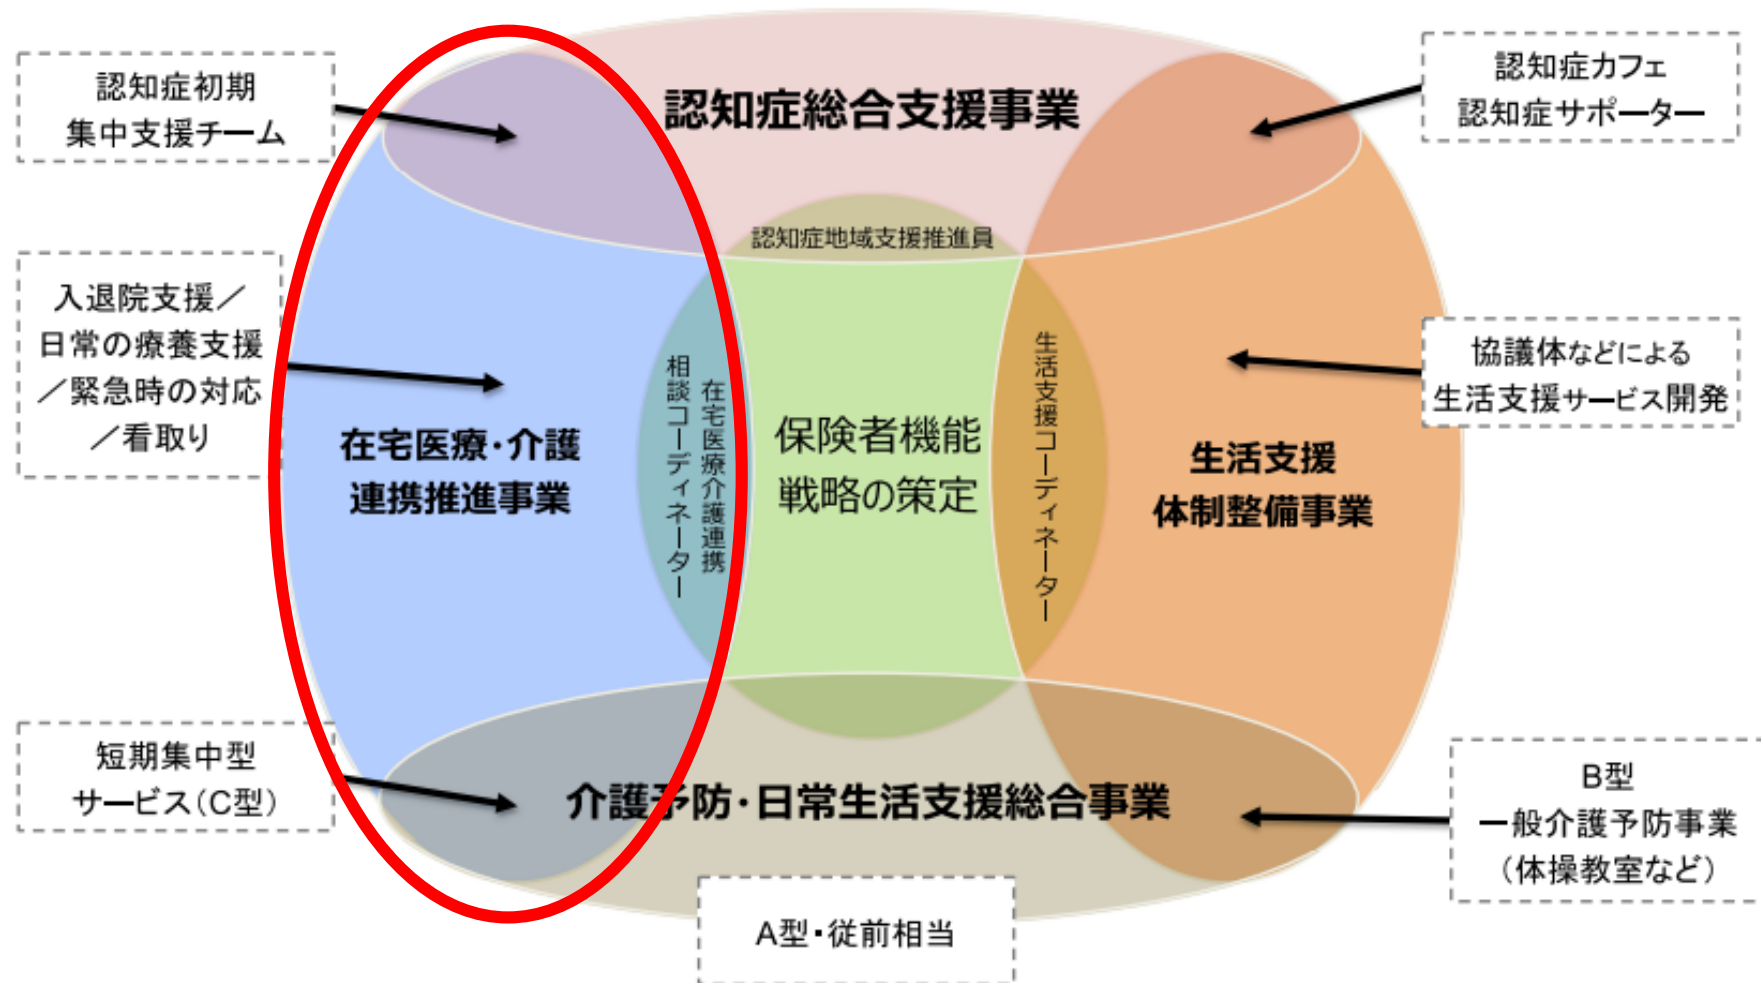 認知症初期
集中支援チーム
認知症総合支援事業
認知症カフェ
認知症サポーター
認知症地域支援推進員
入退院支援／
日常の療養支援
／緊急時の対応
／看取り
在宅医療・介護
連携推進事業
在宅医療介護連携
相談コーディネーター
保険者機能
戦略の策定
生活支援コーディネーター
協議体などによる
生活支援サービス開発
生活支援
体制整備事業
短期集中型
サービス（C型）
介護予防・日常生活支援総合事業
B型
一般介護予防事業
（体操教室など）
A型・従前相当